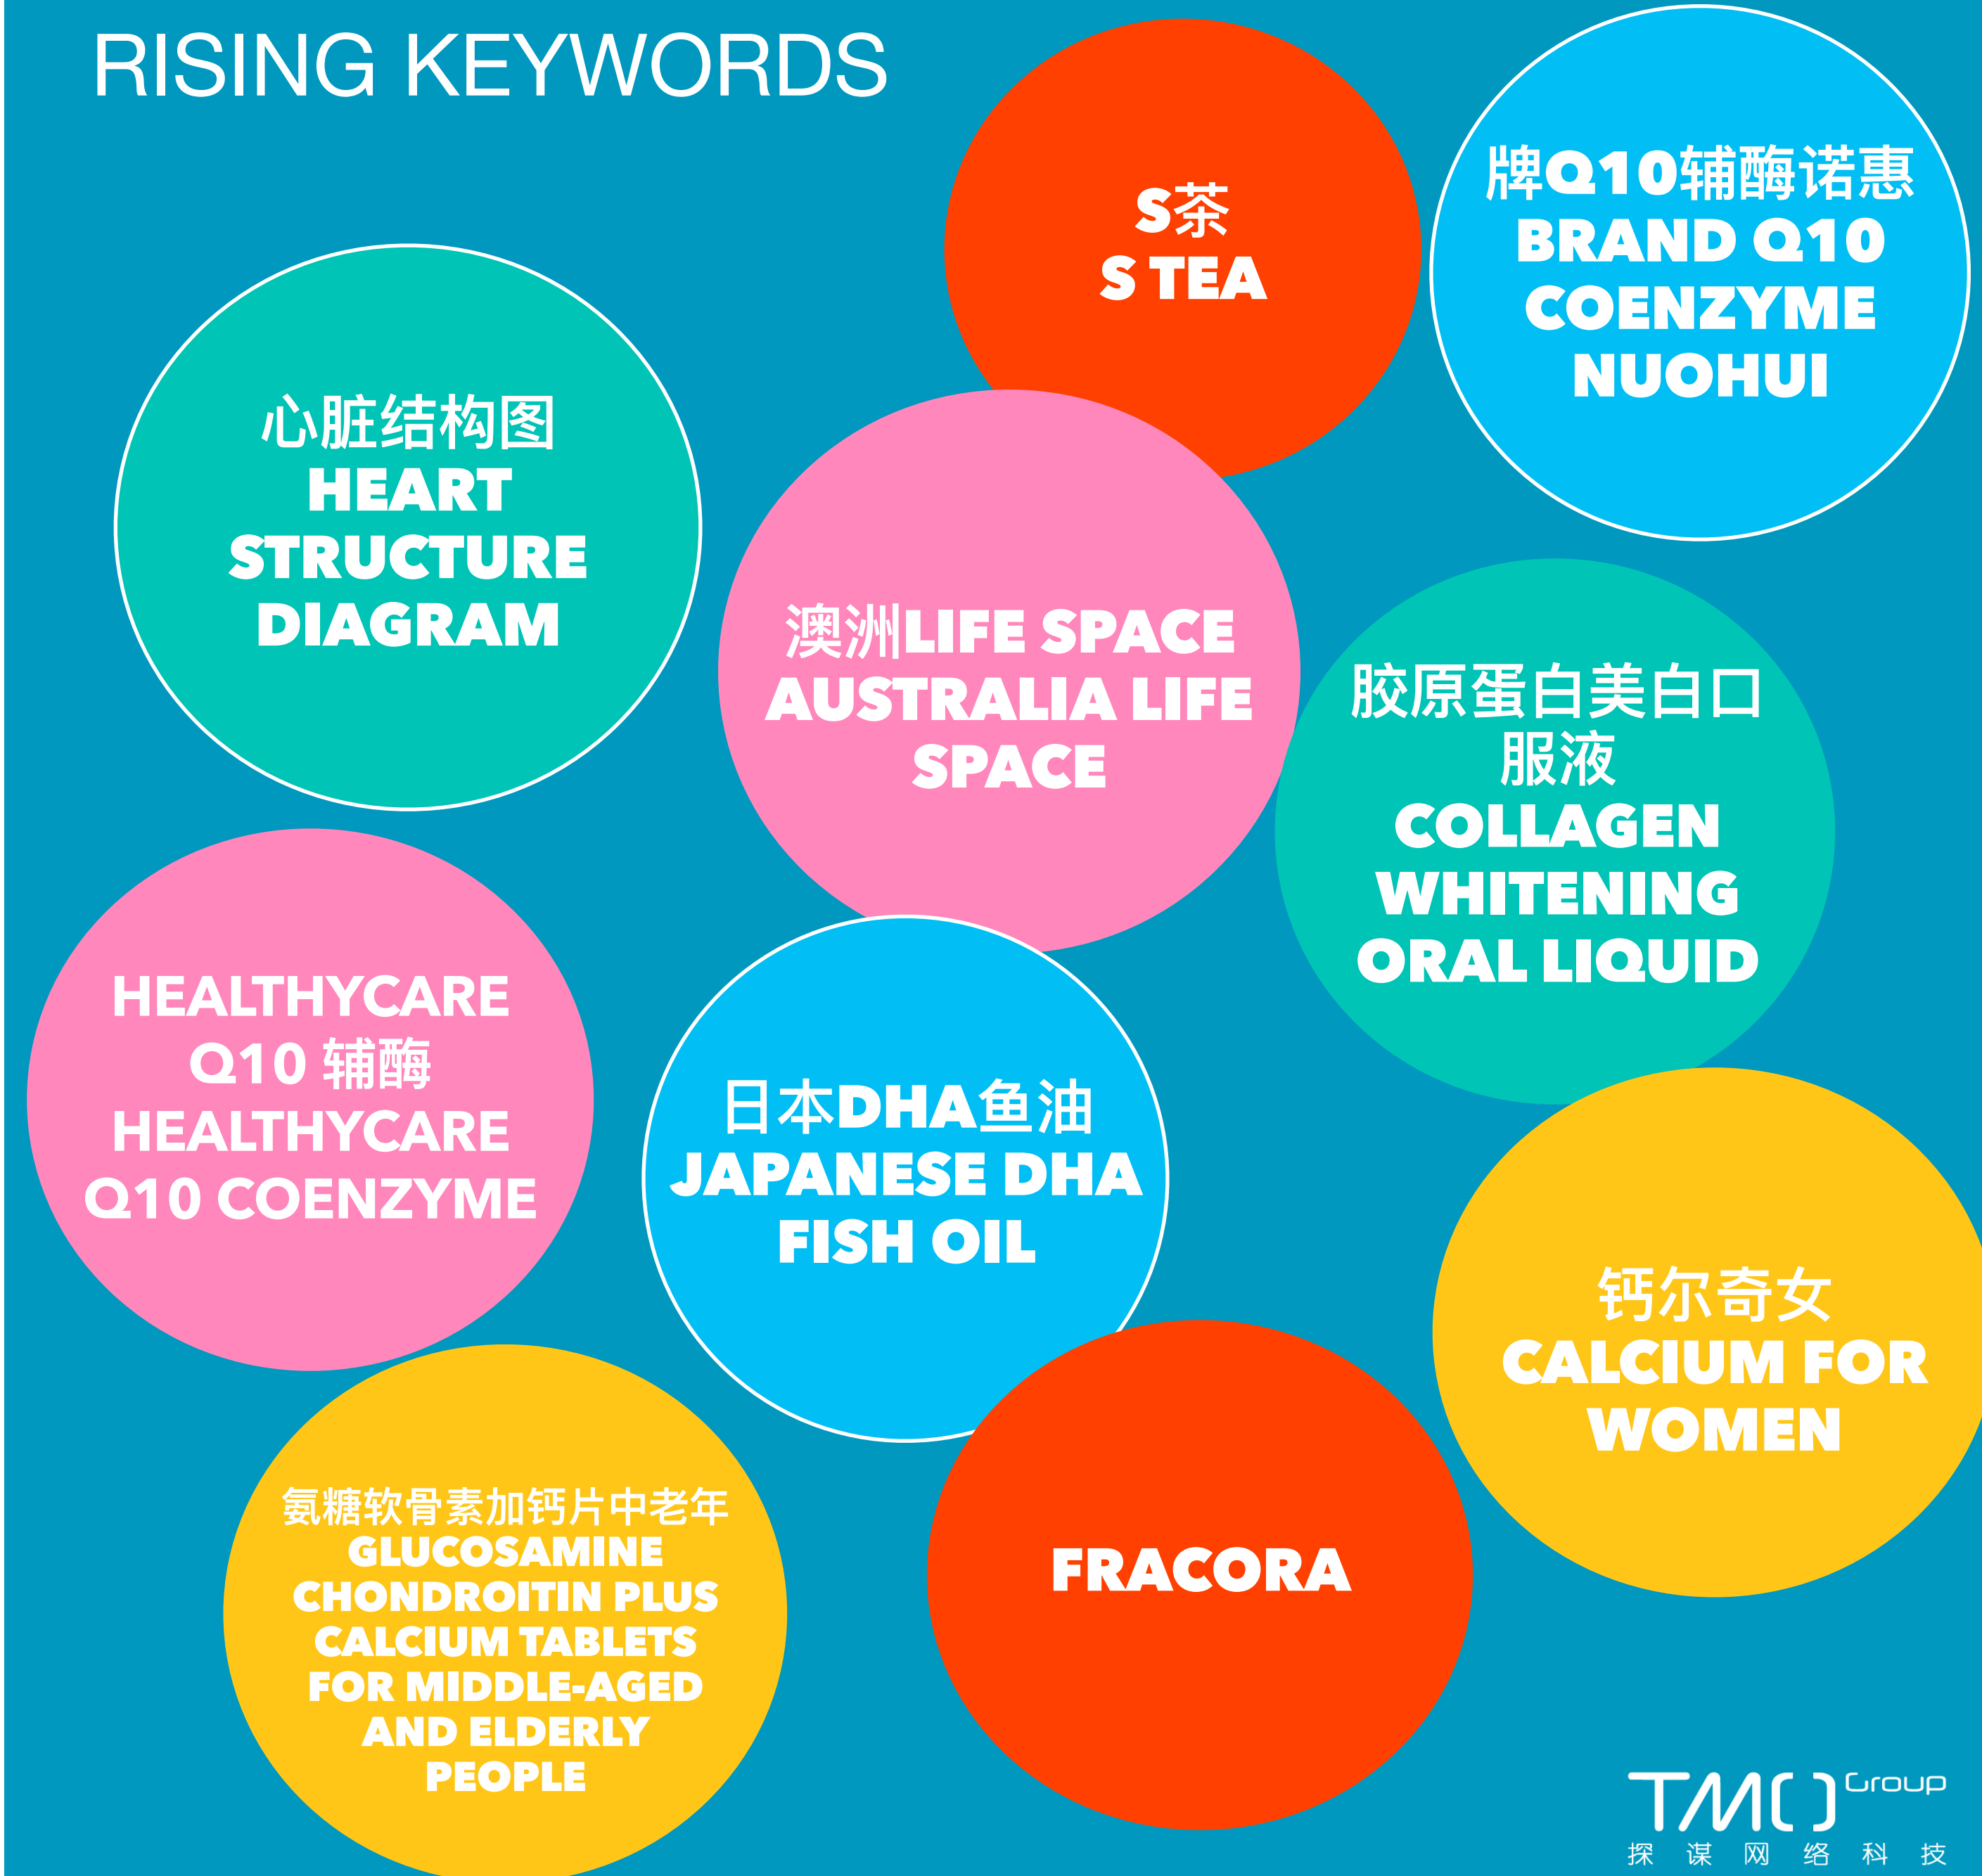 RISING KEYWORDS
S茶
S TEA
牌Q10辅酶诺惠
BRAND Q10
COENZYME
NUOHUI
心脏结构图
HEART
STRUCTURE
DIAGRAM
澳洲LIFE SPACE
AUSTRALIA LIFE
SPACE
胶原蛋白美白口
服液
COLLAGEN
WHITENING
ORAL LIQUID
HEALTHYCARE
Q10 辅酶
HEALTHYCARE
Q10 COENZYME
日本DHA鱼油
JAPANESE DHA
FISH OIL
钙尔奇女
CALCIUM FOR
WOMEN
氨糖软骨素加钙片中老年
GLUCOSAMINE
CHONDROITIN PLUS
CALCIUM TABLETS
FOR MIDDLE-AGED
AND ELDERLY
PEOPLE
FRACORA
TMO Group
探谋网络科技